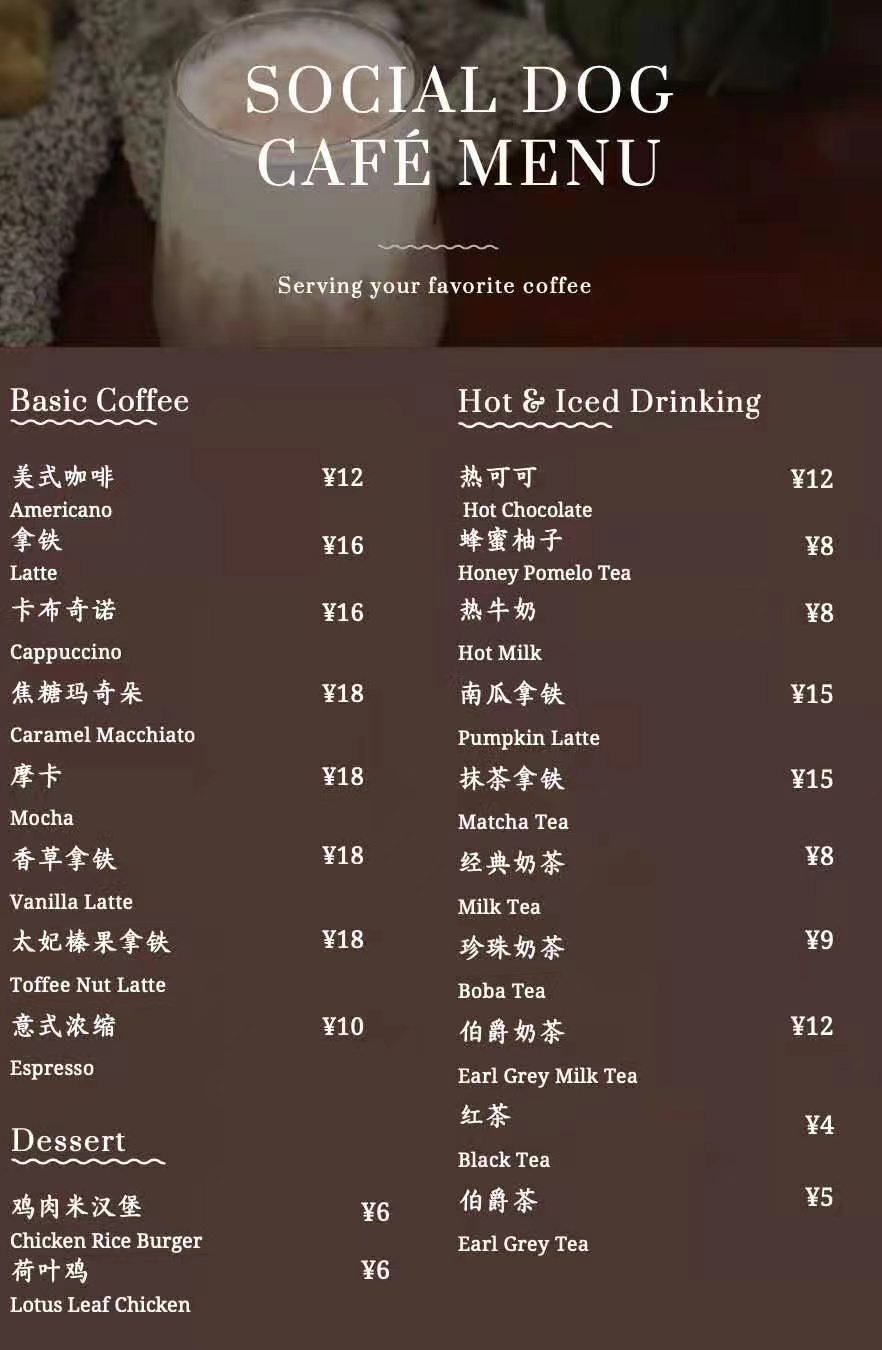 SOCIAL DOG
CAFÉ MENU
Serving your favorite coffee
Basic Coffee
美式咖啡 ¥12
Americano
拿铁 ¥16
Latte
卡布奇诺 ¥16
Cappuccino
焦糖玛奇朵 ¥18
Caramel Macchiato
摩卡 ¥18
Mocha
香草拿铁 ¥18
Vanilla Latte
太妃榛果拿铁 ¥18
Toffee Nut Latte
意式浓缩 ¥10
Espresso
Dessert
鸡肉米汉堡 ¥6
Chicken Rice Burger
荷叶鸡 ¥6
Lotus Leaf Chicken
Hot & Iced Drinking
热可可 ¥12
Hot Chocolate
蜂蜜柚子 ¥8
Honey Pomelo Tea
热牛奶 ¥8
Hot Milk
南瓜拿铁 ¥15
Pumpkin Latte
抹茶拿铁 ¥15
Matcha Tea
经典奶茶 ¥8
Milk Tea
珍珠奶茶 ¥9
Boba Tea
伯爵奶茶 ¥12
Earl Grey Milk Tea
红茶 ¥4
Black Tea
伯爵茶 ¥5
Earl Grey Tea